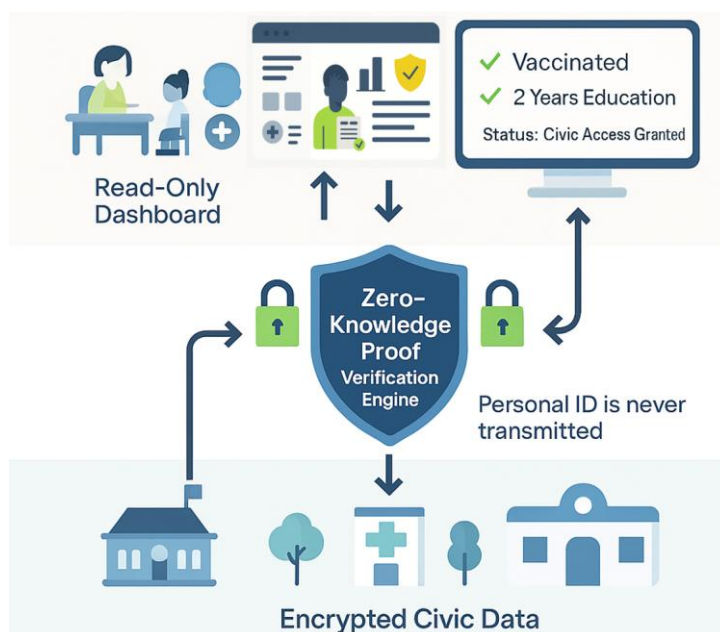 Vaccinated
2 Years Education
Status: Civic Access Granted
Read-Only
Dashboard
Zero-
Knowledge
Proof
Verification
Engine
Personal ID is never
transmitted
Encrypted Civic Data